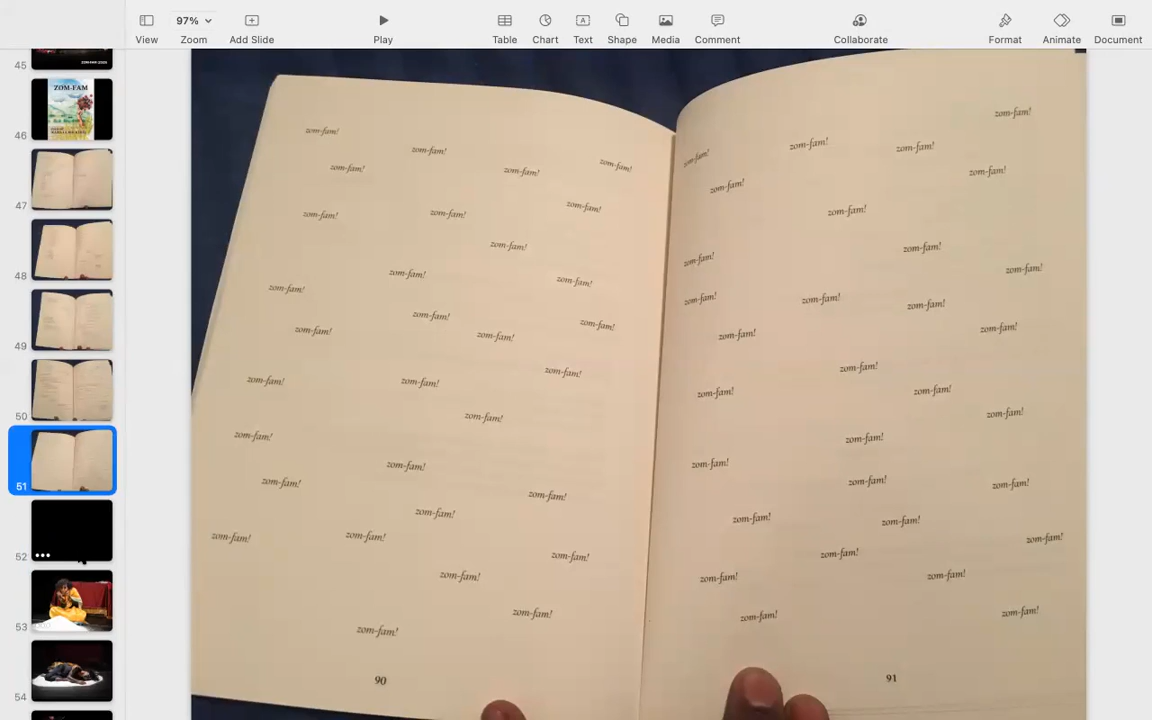 97%
View
Zoom
Add Slide
Play
Table
Chart
Text
Shape
Media
Comment
Collaborate
Format
Animate
Document
45
46
47
48
49
50
51
52
53
54
ZOM-FAM
zom-fam!
zom-fam!
zom-fam! zom-fam! zom-fam!
zom-fam! zom-fam! zom-fam!
zom-fam!
zom-fam! zom-fam!
zom-fam!
zom-fam! zom-fam!
zom-fam! zom-fam!
zom-fam!
zom-fam! zom-fam!
zom-fam!
zom-fam!
zom-fam!
zom-fam! zom-fam!
zom-fam!
zom-fam! zom-fam! zom-fam!
zom-fam!
zom-fam!
zom-fam!
90
zom-fam!
zom-fam! zom-fam! zom-fam!
zom-fam! zom-fam!
zom-fam!
zom-fam! zom-fam!
zom-fam!
zom-fam! zom-fam! zom-fam!
zom-fam! zom-fam!
zom-fam!
zom-fam! zom-fam!
zom-fam!
zom-fam!
zom-fam!
zom-fam! zom-fam!
zom-fam! zom-fam!
zom-fam! zom-fam!
zom-fam! zom-fam!
zom-fam! zom-fam!
91